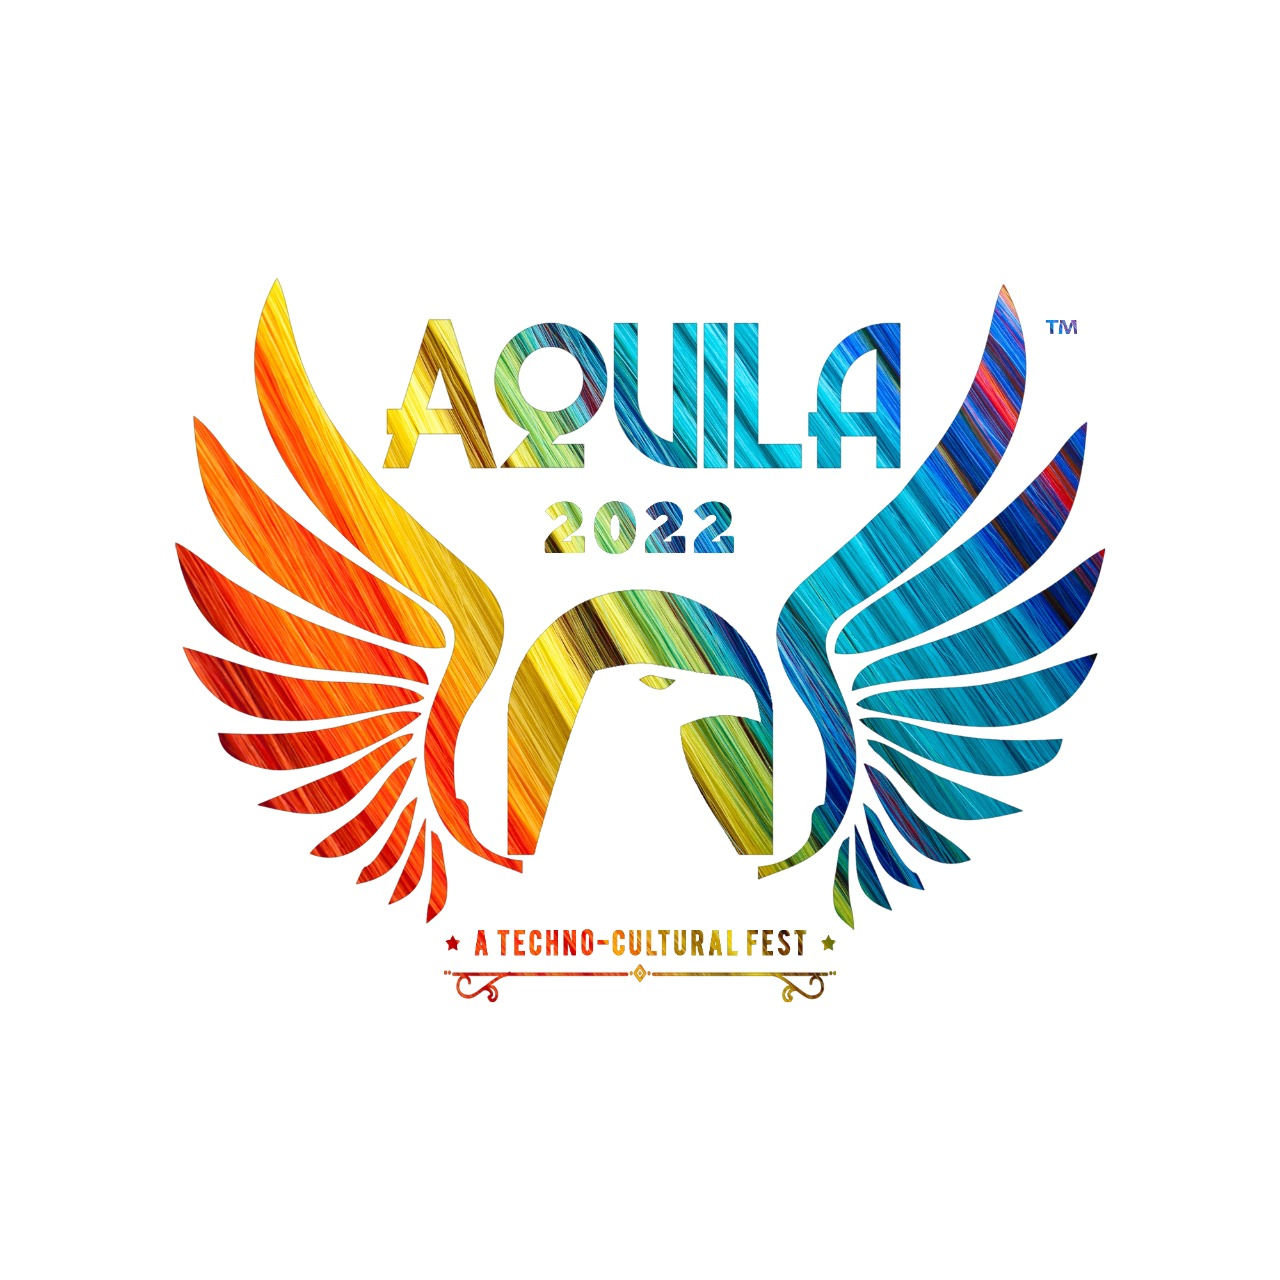 AQUILA
TM
2022
A TECHNO-CULTURAL FEST